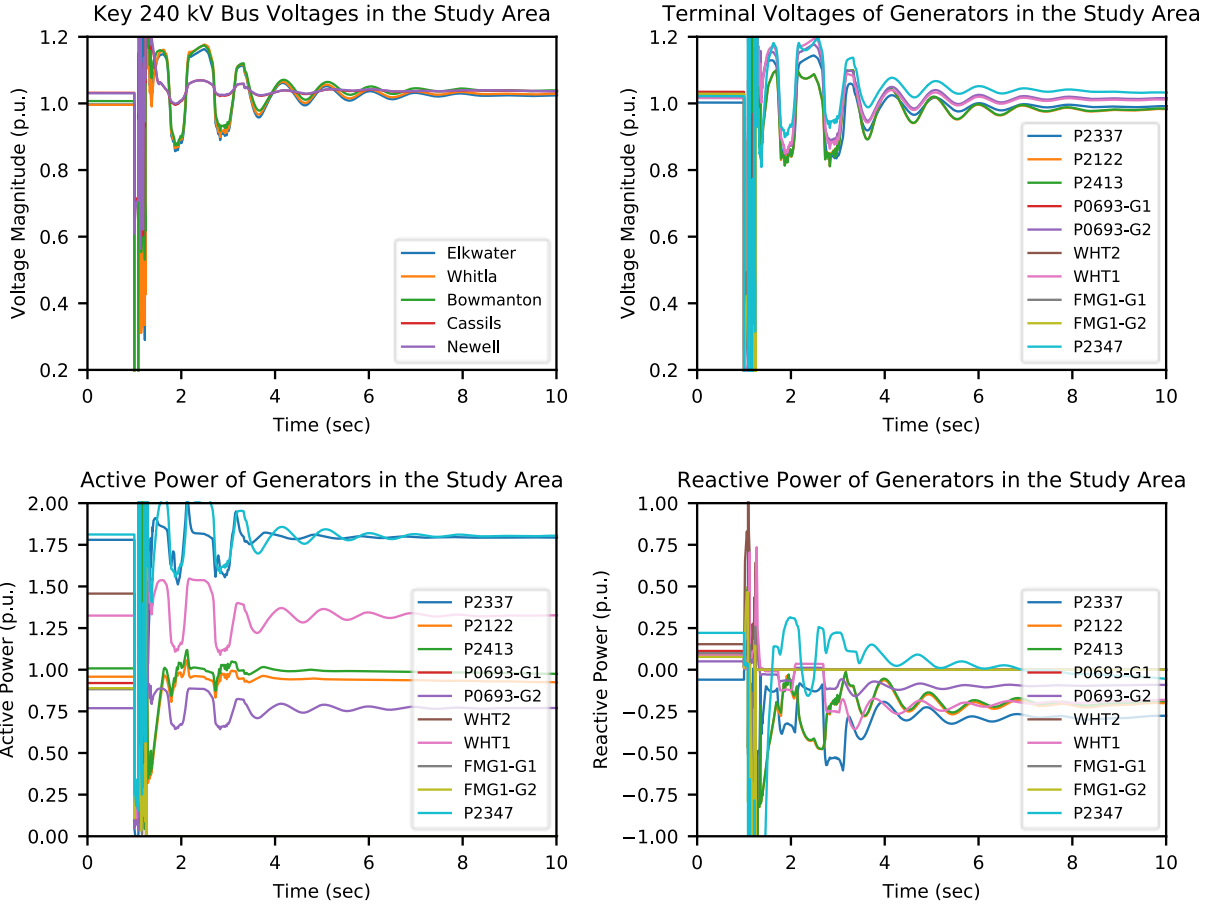 Key 240 kV Bus Voltages in the Study Area
Voltage Magnitude (p.u.)
1.2
1.0
0.8
0.6
0.4
0.2
Elkwater
Whitla
Bowmanton
Cassils
Newell
0 2 4 6 8 10
Time (sec)
Terminal Voltages of Generators in the Study Area
Voltage Magnitude (p.u.)
1.2
1.0
0.8
0.6
0.4
0.2
P2337
P2122
P2413
P0693-G1
P0693-G2
WHT2
WHT1
FMG1-G1
FMG1-G2
P2347
0 2 4 6 8 10
Time (sec)
Active Power of Generators in the Study Area
Active Power (p.u.)
2.00
1.75
1.50
1.25
1.00
0.75
0.50
0.25
0.00
P2337
P2122
P2413
P0693-G1
P0693-G2
WHT2
WHT1
FMG1-G1
FMG1-G2
P2347
0 2 4 6 8 10
Time (sec)
Reactive Power of Generators in the Study Area
Reactive Power (p.u.)
1.00
0.75
0.50
0.25
0.00
−0.25
−0.50
−0.75
−1.00
P2337
P2122
P2413
P0693-G1
P0693-G2
WHT2
WHT1
FMG1-G1
FMG1-G2
P2347
0 2 4 6 8 10
Time (sec)